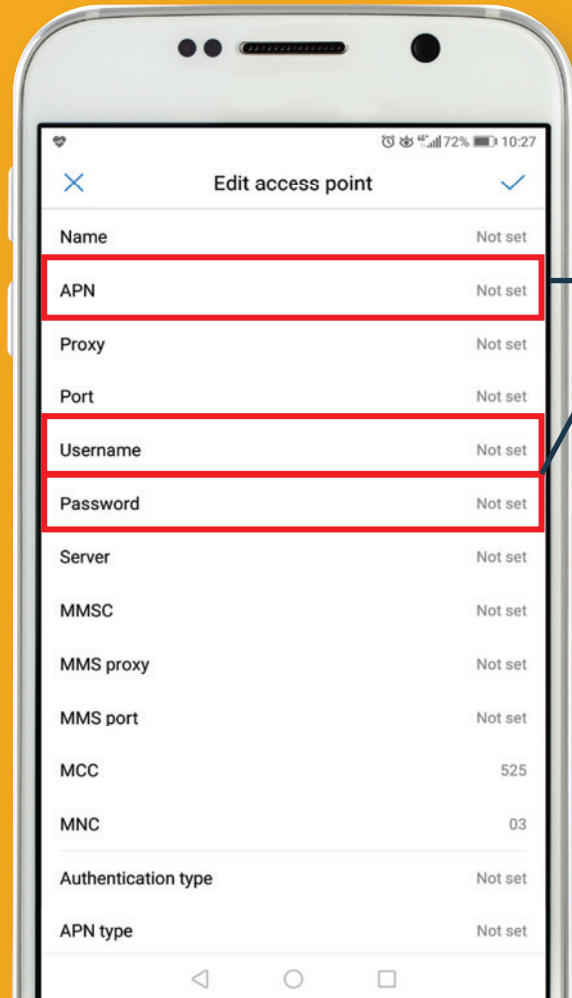 72% 10:27
Edit access point
Name Not set
APN Not set
Proxy Not set
Port Not set
Username Not set
Password Not set
Server Not set
MMSC Not set
MMS proxy Not set
MMS port Not set
MCC 525
MNC 03
Authentication type Not set
APN type Not set